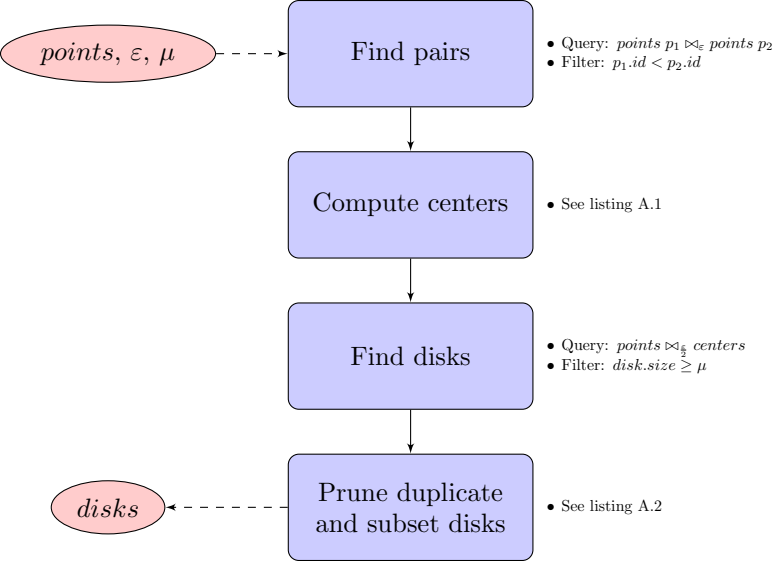 points, ε, μ
Find pairs
• Query: points p₁ ⋈_ε points p₂
• Filter: p₁.id < p₂.id
Compute centers
• See listing A.1
Find disks
• Query: points ⋈_{ε/2} centers
• Filter: disk.size ≥ μ
disks
Prune duplicate
and subset disks
• See listing A.2